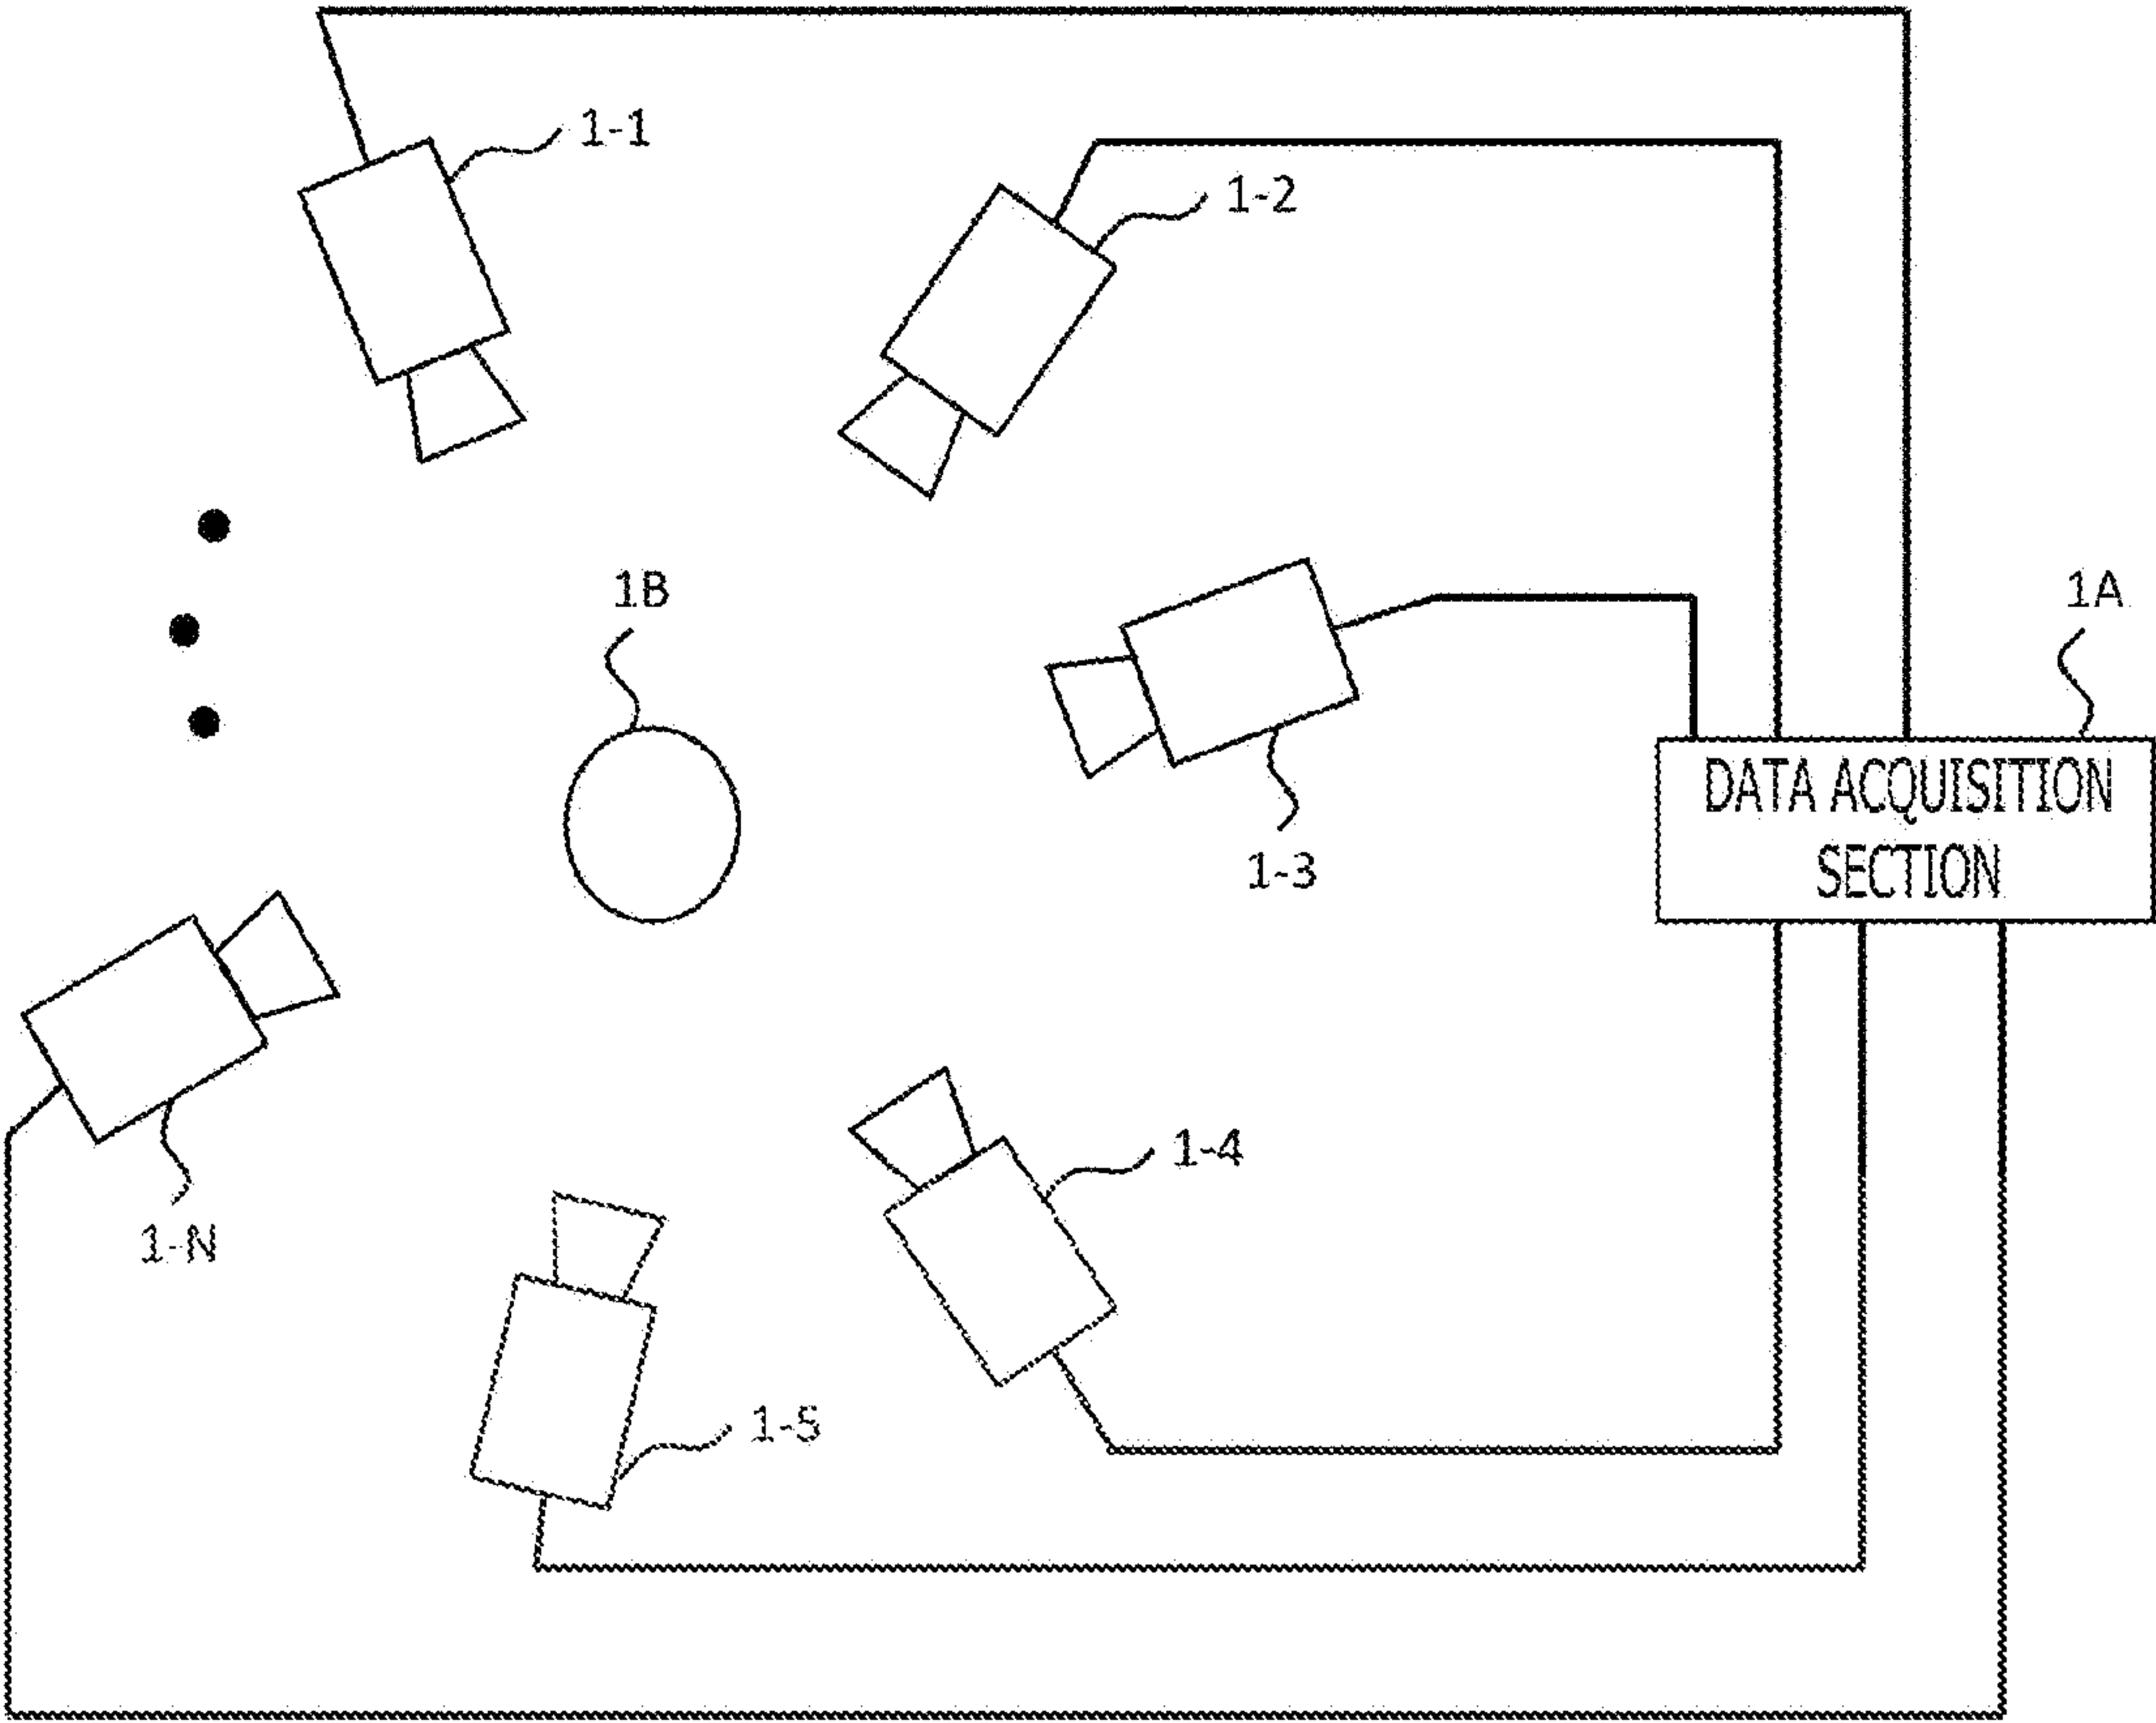 1-1
1-2
1B
1A
DATA ACQUISITION
SECTION
1-3
1-4
1-N
1-5